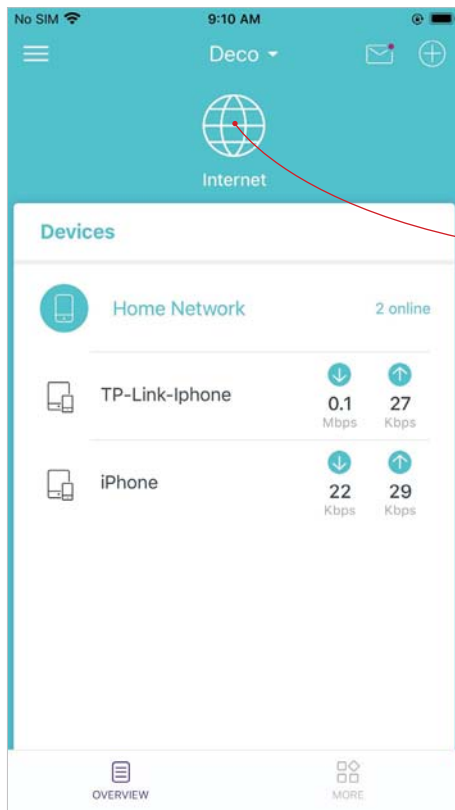 No SIM 9:10 AM
Deco
Internet
Devices
Home Network 2 online
TP-Link-Iphone 0.1 Mbps 27 Kbps
iPhone 22 Kbps 29 Kbps
OVERVIEW MORE